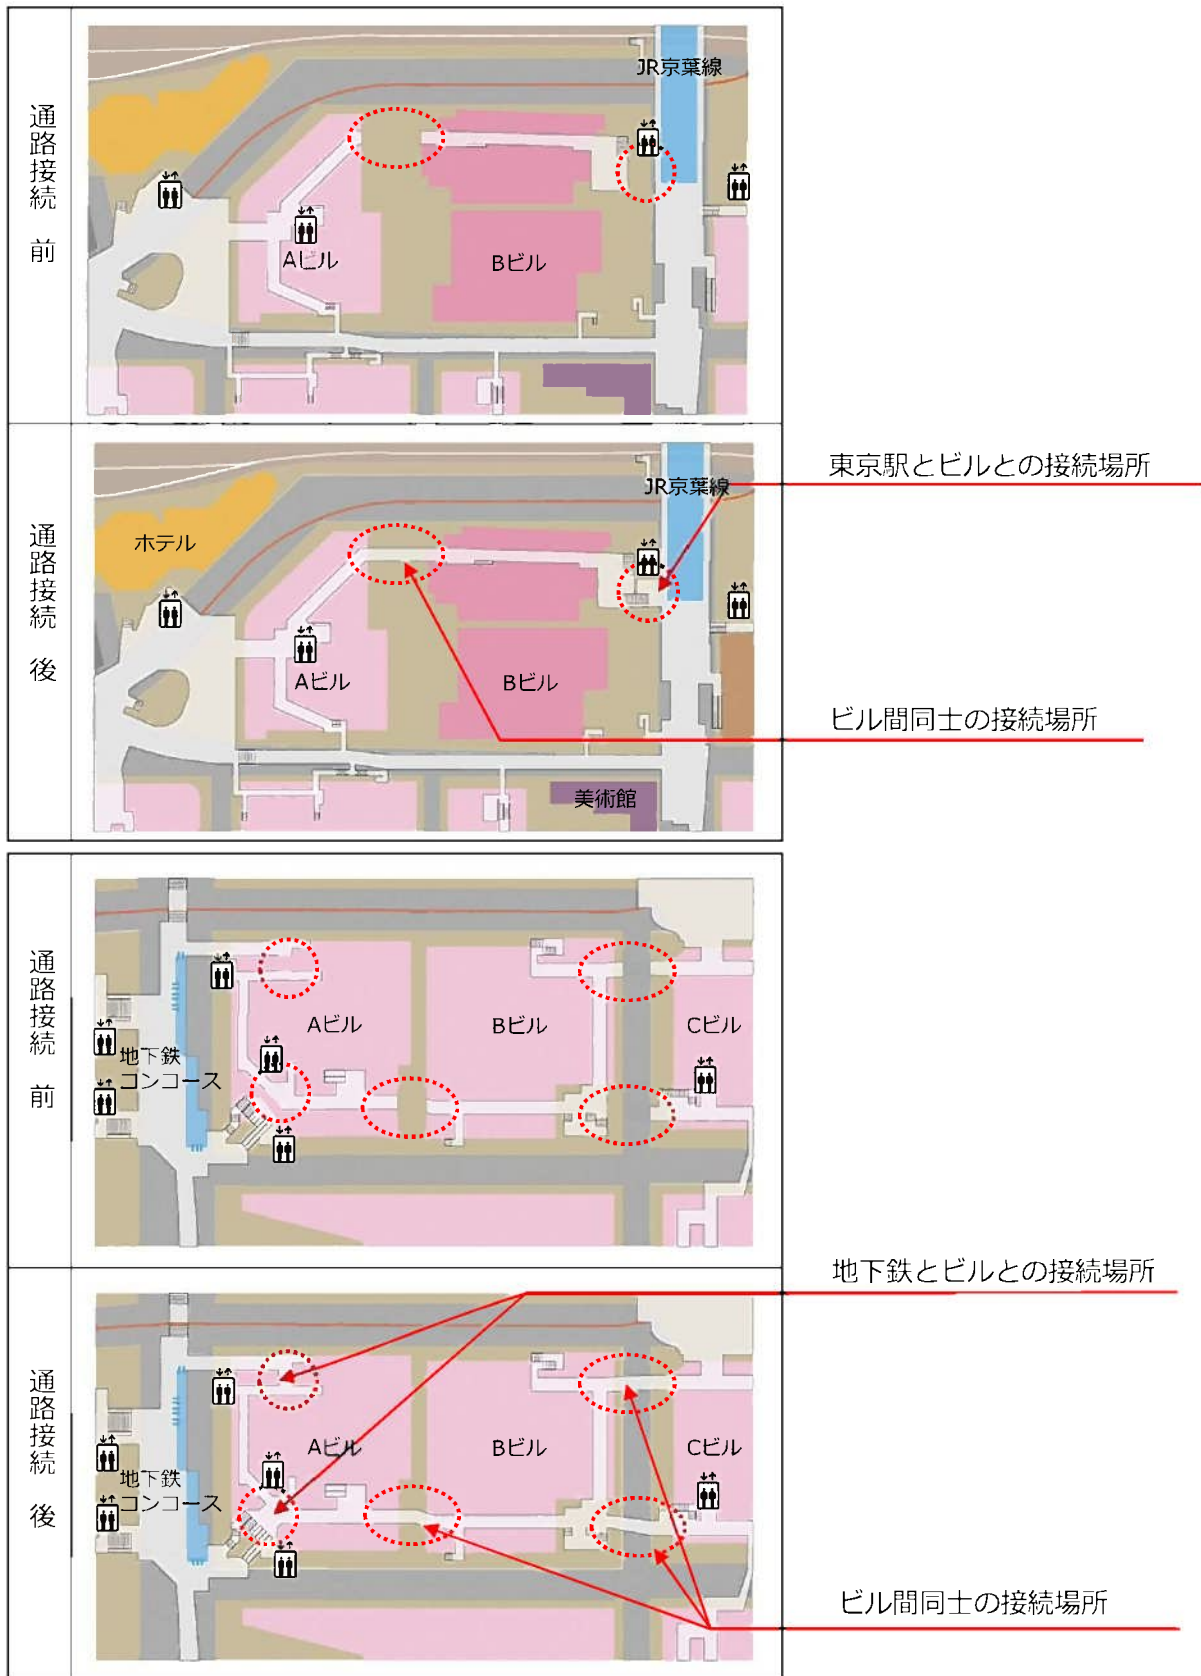 通路接続 前
JR京葉線
Aビル
Bビル
通路接続 後
JR京葉線
ホテル
Aビル
Bビル
美術館
東京駅とビルとの接続場所
ビル間同士の接続場所
通路接続 前
Aビル
Bビル
Cビル
地下鉄
コンコース
通路接続 後
Aビル
Bビル
Cビル
地下鉄
コンコース
地下鉄とビルとの接続場所
ビル間同士の接続場所